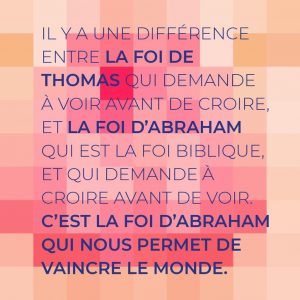 IL Y A UNE DIFFÉRENCE
ENTRE LA FOI DE
THOMAS QUI DEMANDE
À VOIR AVANT DE CROIRE,
ET LA FOI D'ABRAHAM
QUI EST LA FOI BIBLIQUE,
ET QUI DEMANDE À
CROIRE AVANT DE VOIR.
C'EST LA FOI D'ABRAHAM
QUI NOUS PERMET DE
VAINCRE LE MONDE.